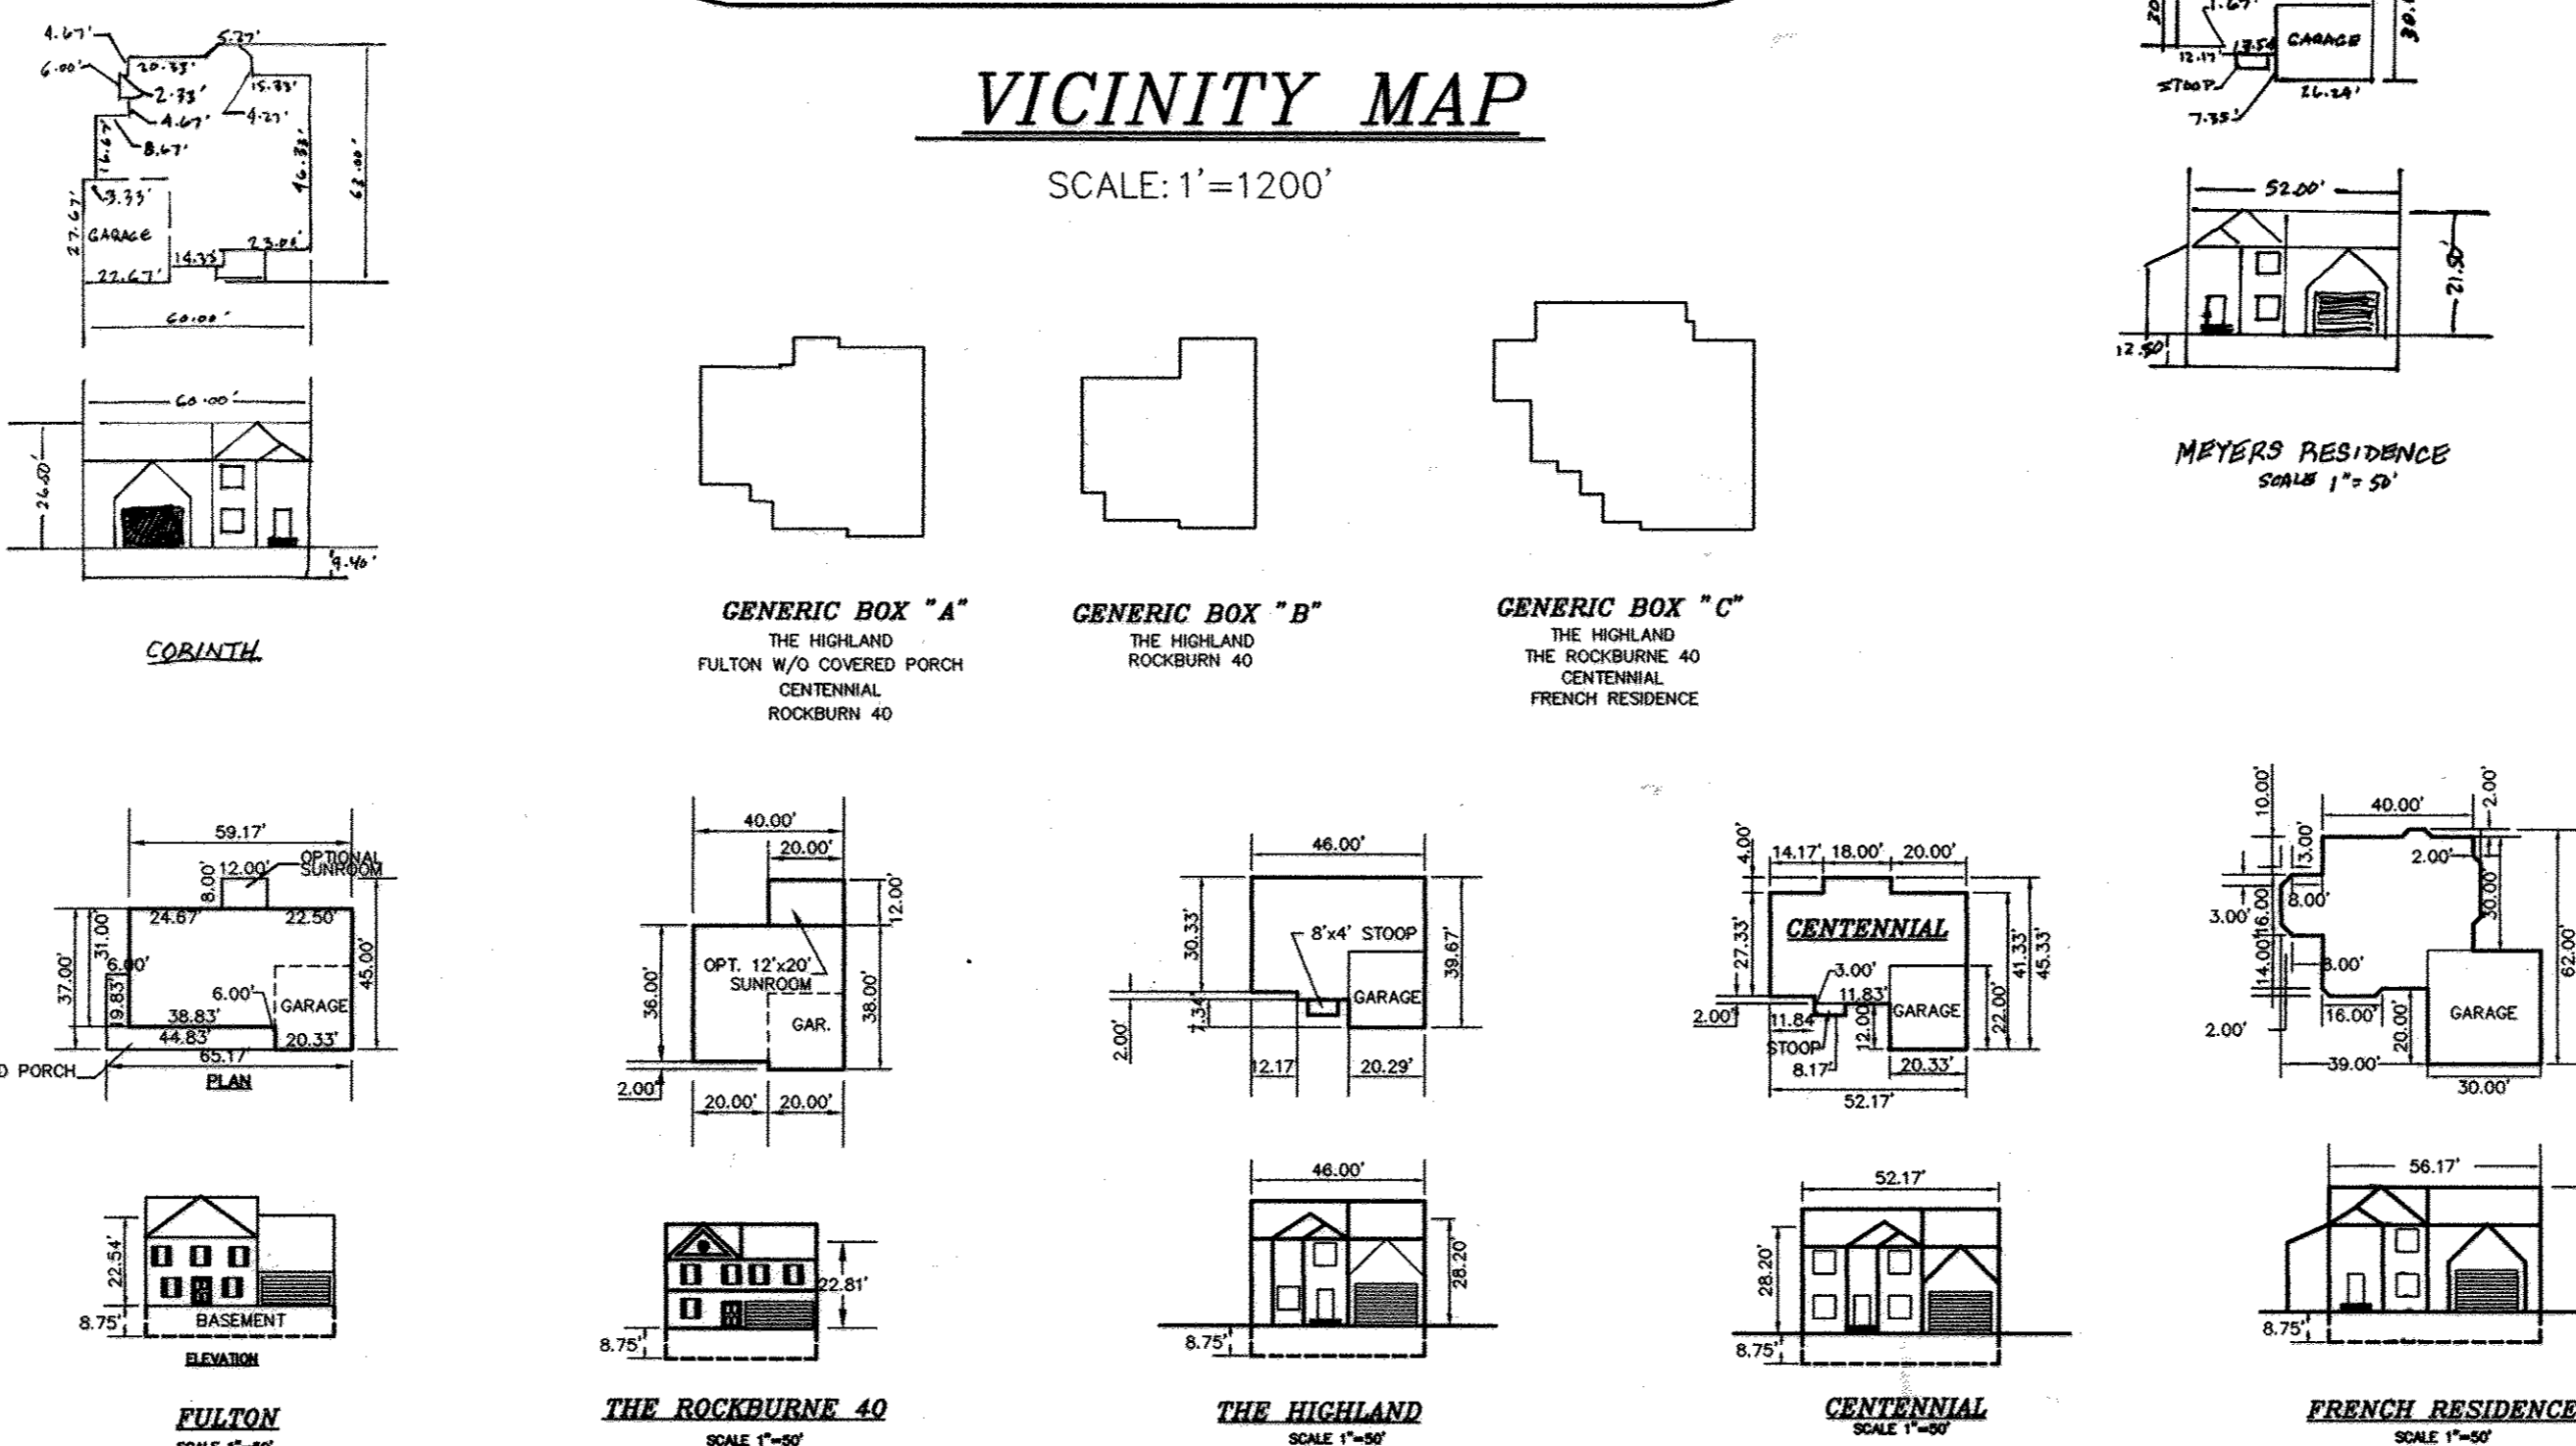 VICINITY MAP
SCALE: 1'=1200'
4.67'
5.27'
6.00'
20.33'
2.33'
15.33'
4.67'
4.27'
8.67'
16.67'
46.33'
63.00'
3.33'
27.67'
GARAGE
14.33'
23.00'
22.67'
60.00'
60.00'
26.50'
9.40'
CORINTH
1.67'
12.17'
17.54'
GARAGE
STOOP
26.29'
7.35'
52.00'
21.50'
12.50'
MEYERS RESIDENCE
SCALE 1"=50'
GENERIC BOX "A"
THE HIGHLAND
FULTON W/O COVERED PORCH
CENTENNIAL
ROCKBURN 40
GENERIC BOX "B"
THE HIGHLAND
ROCKBURN 40
GENERIC BOX "C"
THE HIGHLAND
THE ROCKBURNE 40
CENTENNIAL
FRENCH RESIDENCE
59.17'
8.00'
12.00'
OPTIONAL
SUNROOM
24.67'
22.50'
37.00'
31.00'
6.00'
19.83'
6.00'
GARAGE
45.00'
38.83'
44.83'
20.33'
65.17'
PORCH
PLAN
22.54'
8.75'
BASEMENT
ELEVATION
FULTON
SCALE 1"=50'
40.00'
20.00'
12.00'
36.00'
OPT. 12'x20'
SUNROOM
GAR.
38.00'
2.00'
20.00'
20.00'
22.81'
8.75'
THE ROCKBURNE 40
SCALE 1"=50'
46.00'
30.33'
8'x4' STOOP
39.67'
GARAGE
2.00'
7.34'
12.17
20.29'
46.00'
28.20'
8.75'
THE HIGHLAND
SCALE 1"=50'
4.00'
14.17'
18.00'
20.00'
CENTENNIAL
27.33'
3.00'
11.83'
41.33'
45.33'
2.00'
11.84'
12.00'
GARAGE
22.00'
STOOP
8.17'
20.33'
52.17'
52.17'
28.20'
8.75'
CENTENNIAL
SCALE 1"=50'
10.00'
40.00'
2.00'
13.00'
2.00'
8.00'
30.00'
3.00'
16.00'
14.00'
8.00'
62.00'
16.00'
20.00'
GARAGE
2.00'
39.00'
30.00'
56.17'
8.75'
FRENCH RESIDENCE
SCALE 1"=50'